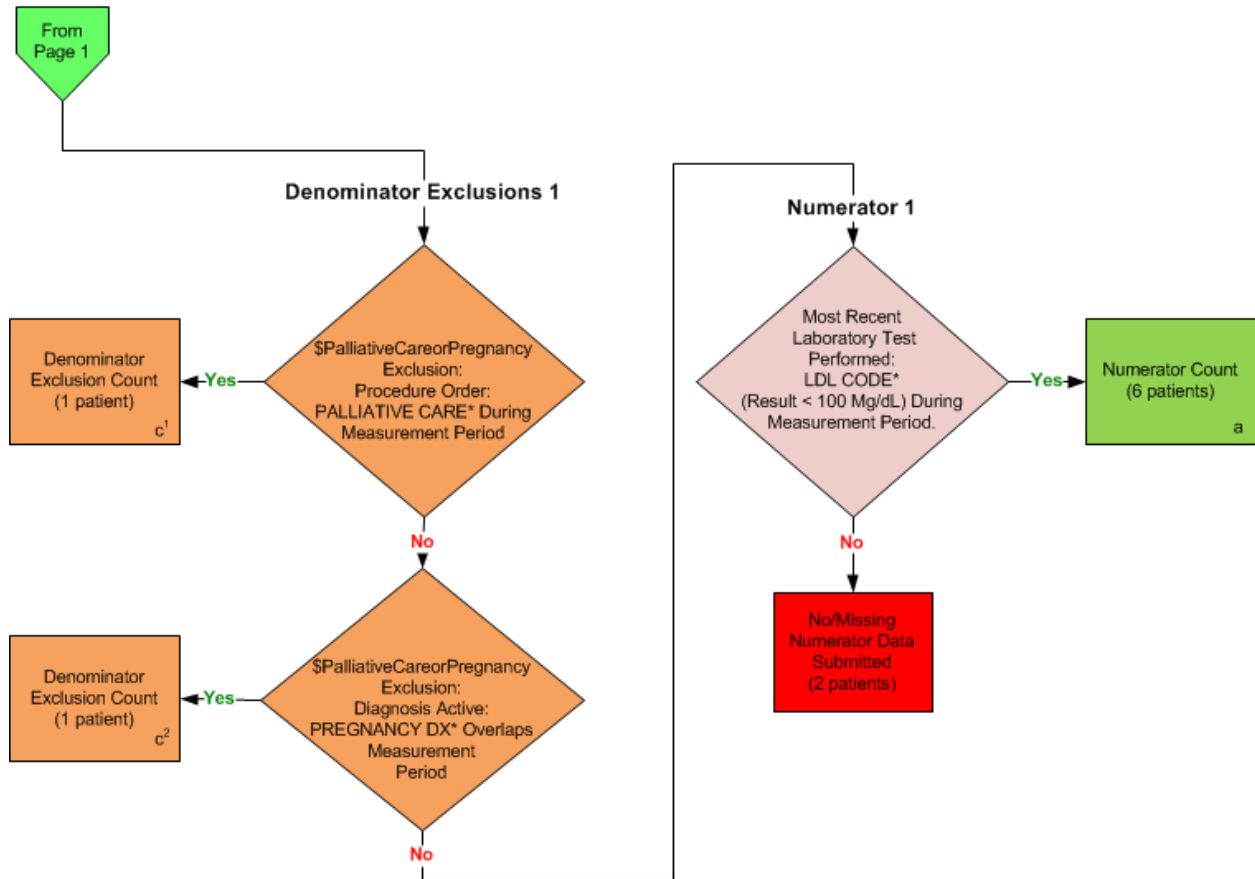 From
Page 1
Denominator Exclusions 1
$PalliativeCareorPregnancy
Exclusion:
Procedure Order:
PALLIATIVE CARE* During
Measurement Period
Yes
Denominator
Exclusion Count
(1 patient)
c1
No
$PalliativeCareorPregnancy
Exclusion:
Diagnosis Active:
PREGNANCY DX* Overlaps
Measurement
Period
Yes
Denominator
Exclusion Count
(1 patient)
c2
No
Numerator 1
Most Recent
Laboratory Test
Performed:
LDL CODE*
(Result < 100 Mg/dL) During
Measurement Period.
Yes
Numerator Count
(6 patients)
a
No
No/Missing
Numerator Data
Submitted
(2 patients)